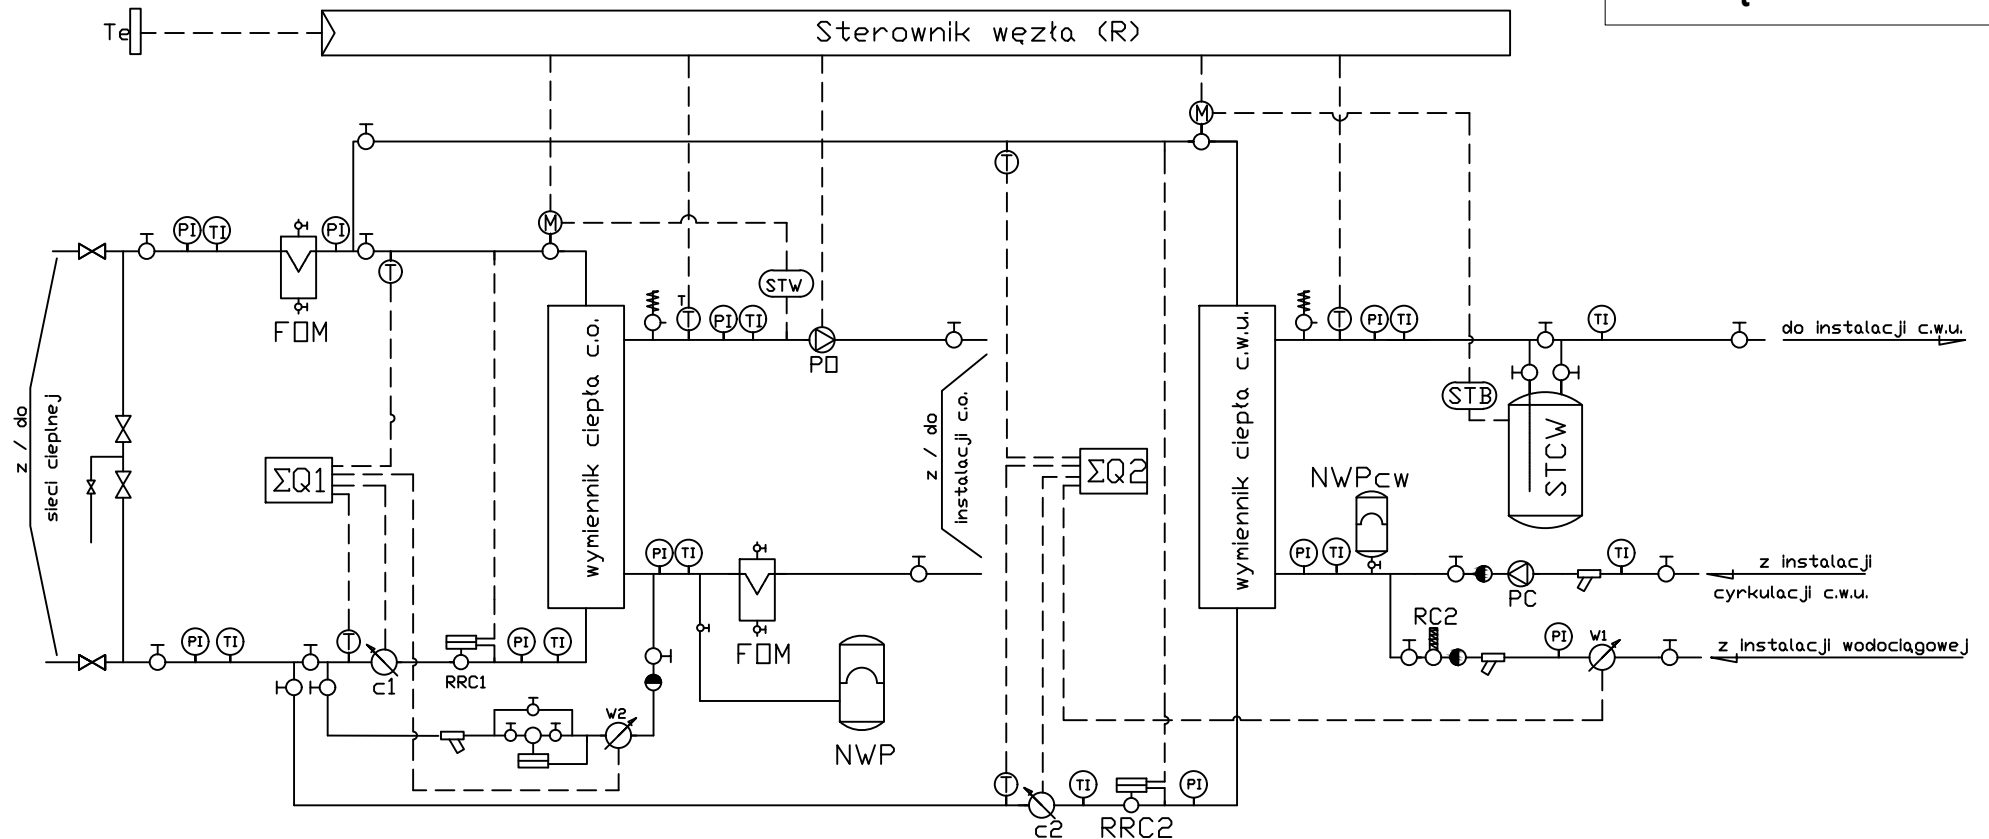 Te
Sterownik węzła (R)
M
M
T
PI
TI
PI
T
FOM
STW
T
T
PI
TI
PO
T
PI
TI
TI
do instalacji c.w.u.
z / do
sieci cieplnej
ΣQ1
wymiennik ciepła c.o.
z / do
instalacji c.o.
ΣQ2
wymiennik ciepła c.w.u.
STB
STCW
NWPcw
PI
TI
FOM
PI
TI
PC
TI
z instalacji
cyrkulacji c.w.u.
PI
TI
T
c1
RRC1
PI
TI
RC2
PI
W1
z instalacji wodociągowej
W2
NWP
T
c2
TI
RRC2
PI